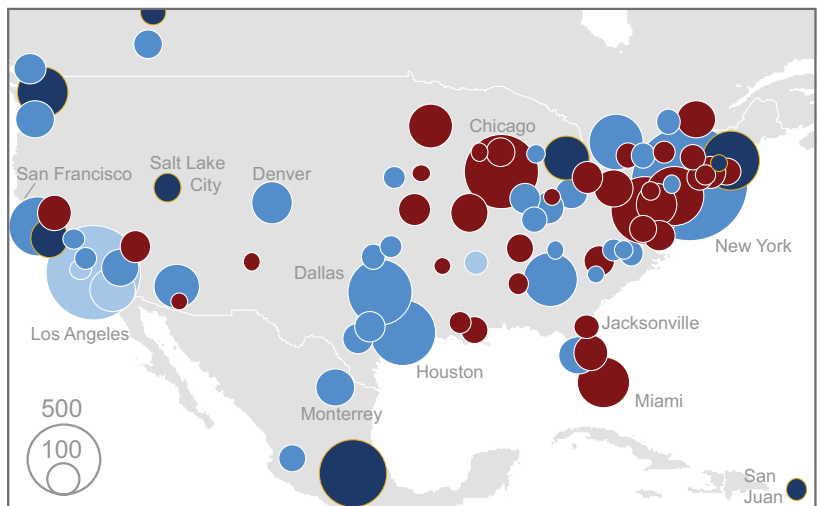 Chicago
San Francisco
Salt Lake
City
Denver
New York
Dallas
Los Angeles
Jacksonville
Houston
Miami
Monterrey
500
100
San
Juan